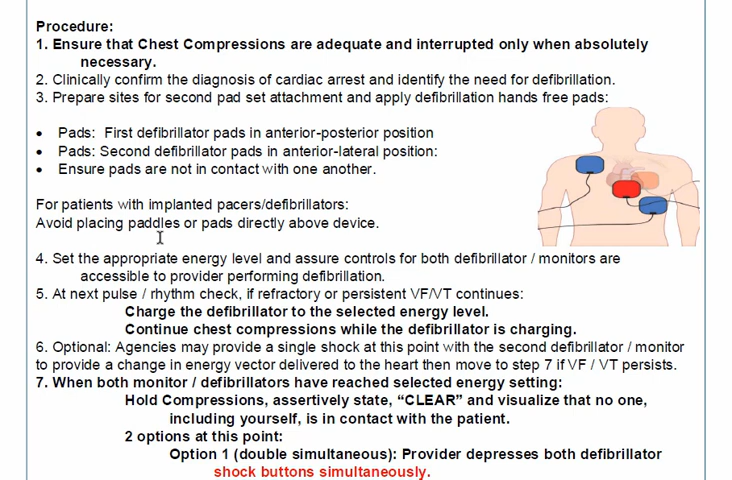 Procedure:
1. Ensure that Chest Compressions are adequate and interrupted only when absolutely
necessary.
2. Clinically confirm the diagnosis of cardiac arrest and identify the need for defibrillation.
3. Prepare sites for second pad set attachment and apply defibrillation hands free pads:
• Pads: First defibrillator pads in anterior-posterior position
• Pads: Second defibrillator pads in anterior-lateral position:
• Ensure pads are not in contact with one another.
For patients with implanted pacers/defibrillators:
Avoid placing paddles or pads directly above device.
4. Set the appropriate energy level and assure controls for both defibrillator / monitors are
accessible to provider performing defibrillation.
5. At next pulse / rhythm check, if refractory or persistent VF/VT continues:
Charge the defibrillator to the selected energy level.
Continue chest compressions while the defibrillator is charging.
6. Optional: Agencies may provide a single shock at this point with the second defibrillator / monitor
to provide a change in energy vector delivered to the heart then move to step 7 if VF / VT persists.
7. When both monitor / defibrillators have reached selected energy setting:
Hold Compressions, assertively state, “CLEAR” and visualize that no one,
including yourself, is in contact with the patient.
2 options at this point:
Option 1 (double simultaneous): Provider depresses both defibrillator
shock buttons simultaneously.